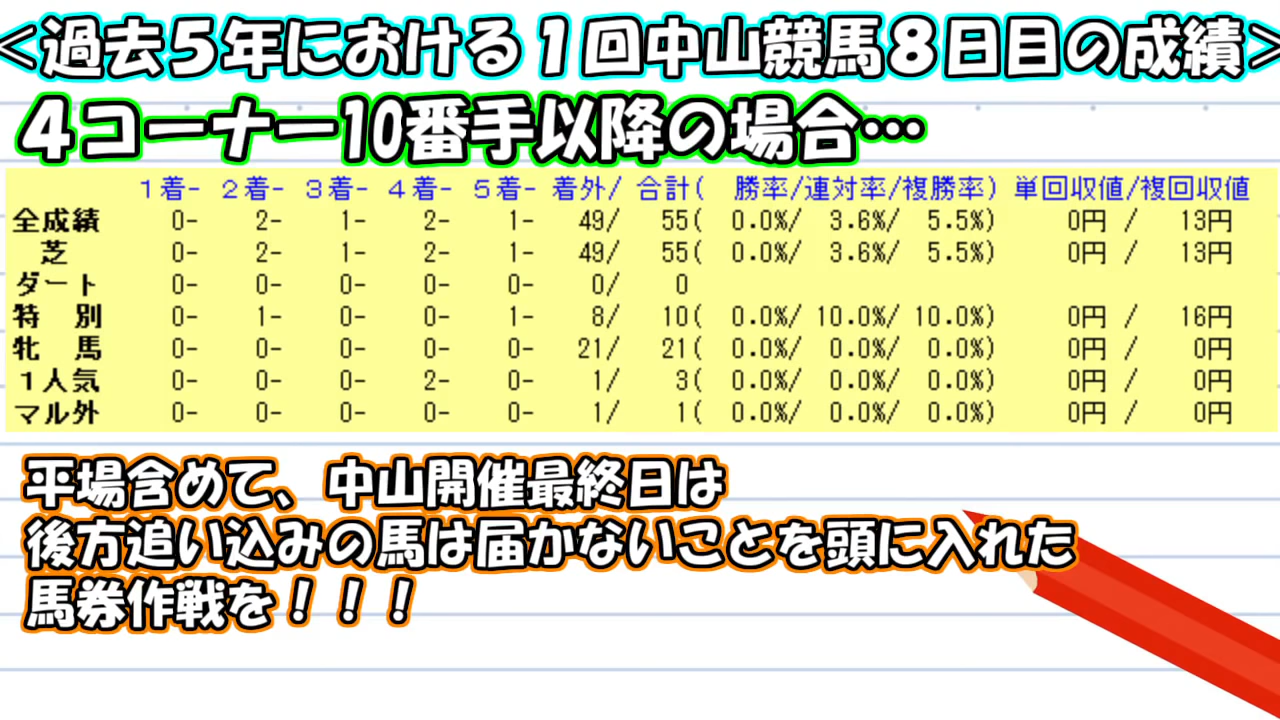 <過去５年における１回中山競馬８日目の成績>
４コーナー10番手以降の場合…
１着- ２着- ３着- ４着- ５着- 着外/ 合計( 勝率/連対率/複勝率) 単回収値/複回収値
全成績 0- 2- 1- 2- 1- 49/ 55( 0.0%/ 3.6%/ 5.5%) 0円 / 13円
芝 0- 2- 1- 2- 1- 49/ 55( 0.0%/ 3.6%/ 5.5%) 0円 / 13円
ダート 0- 0- 0- 0- 0- 0/ 0
特 別 0- 1- 0- 0- 1- 8/ 10( 0.0%/ 10.0%/ 10.0%) 0円 / 16円
牝 馬 0- 0- 0- 0- 0- 21/ 21( 0.0%/ 0.0%/ 0.0%) 0円 / 0円
１人気 0- 0- 0- 2- 0- 1/ 3( 0.0%/ 0.0%/ 0.0%) 0円 / 0円
マル外 0- 0- 0- 0- 0- 1/ 1( 0.0%/ 0.0%/ 0.0%) 0円 / 0円
平場含めて、中山開催最終日は
後方追い込みの馬は届かないことを頭に入れた
馬券作戦を！！！